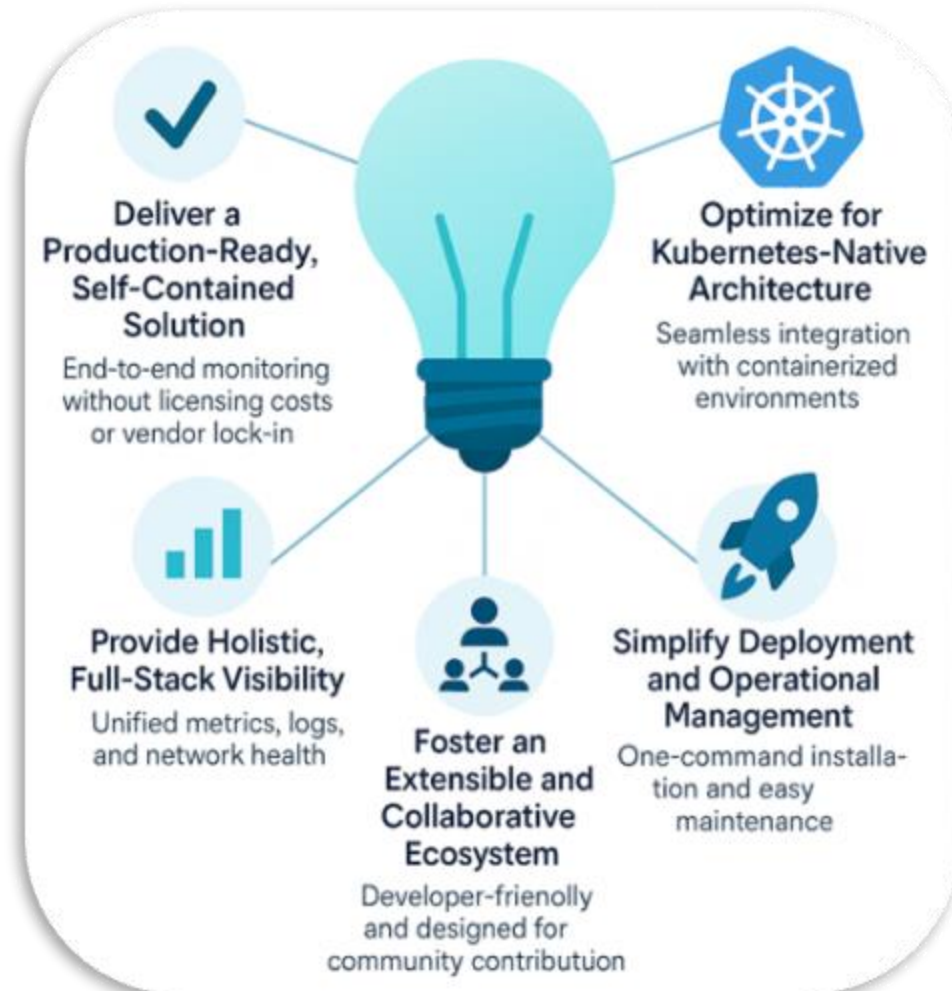 Deliver a
Production-Ready,
Self-Contained
Solution
End-to-end monitoring
without licensing costs
or vendor lock-in
Optimize for
Kubernetes-Native
Architecture
Seamless integration
with containerized
environments
Provide Holistic,
Full-Stack Visibility
Unified metrics, logs,
and network health
Foster an
Extensible and
Collaborative
Ecosystem
Developer-frienolly
and designed for
community contributuon
Simplify Deployment
and Operational
Management
One-command installa-
tion and easy
maintenance